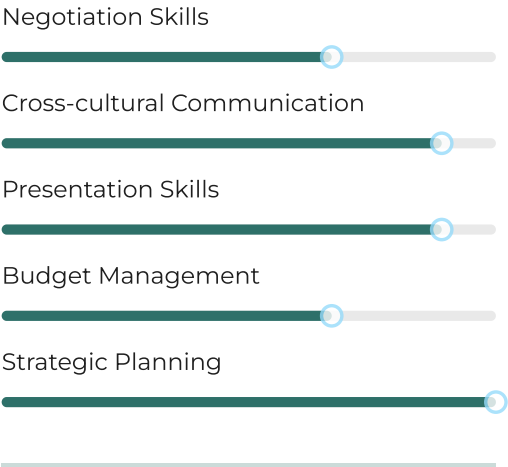 Negotiation Skills
Cross-cultural Communication
Presentation Skills
Budget Management
Strategic Planning